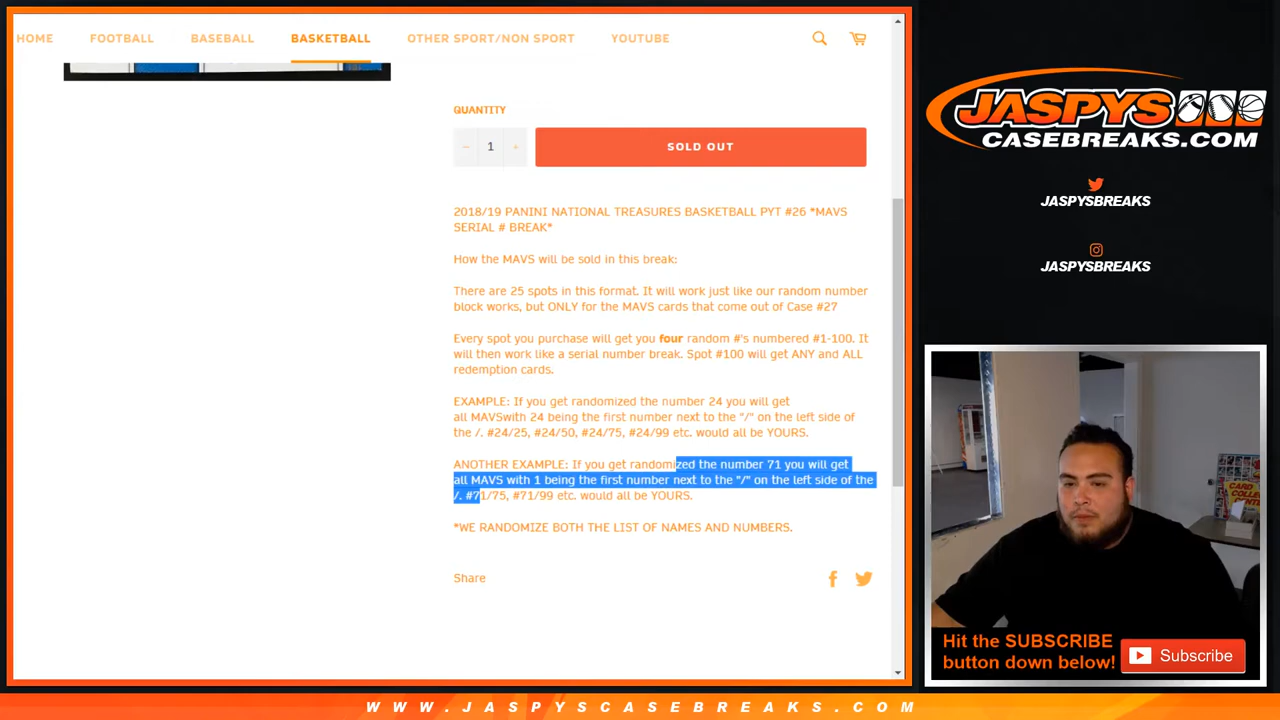 HOME
FOOTBALL
BASEBALL
BASKETBALL
OTHER SPORT/NON SPORT
YOUTUBE
QUANTITY
− 1 +
SOLD OUT
2018/19 PANINI NATIONAL TREASURES BASKETBALL PYT #26 *MAVS
SERIAL # BREAK*
How the MAVS will be sold in this break:
There are 25 spots in this format. It will work just like our random number
block works, but ONLY for the MAVS cards that come out of Case #27
Every spot you purchase will get you four random #'s numbered #1-100. It
will then work like a serial number break. Spot #100 will get ANY and ALL
redemption cards.
EXAMPLE: If you get randomized the number 24 you will get
all MAVSwith 24 being the first number next to the "/" on the left side of
the /. #24/25, #24/50, #24/75, #24/99 etc. would all be YOURS.
ANOTHER EXAMPLE: If you get randomized the number 71 you will get
all MAVS with 1 being the first number next to the "/" on the left side of the
/. #71/75, #71/99 etc. would all be YOURS.
*WE RANDOMIZE BOTH THE LIST OF NAMES AND NUMBERS.
Share
JASPYS
CASEBREAKS.COM
JASPYSBREAKS
JASPYSBREAKS
CARD
COLLEC
Hit the SUBSCRIBE
button down below!
Subscribe
WWW.JASPYSCASEBREAKS.COM